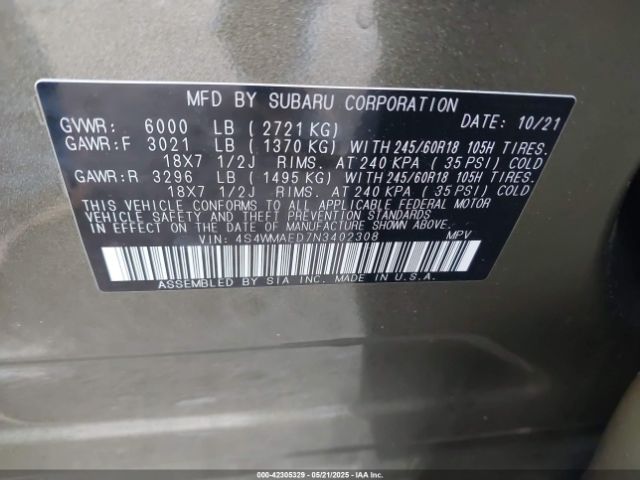 MFD BY SUBARU CORPORATION DATE: 10/21
GVWR: 6000 LB (2721 KG)
GAWR:F 3021 LB (1370 KG) WITH 245/60R18 105H TIRES.
18X7 1/2J RIMS. AT 240 KPA (35 PSI) COLD
GAWR:R 3296 LB (1495 KG) WITH 245/60R18 105H TIRES.
18X7 1/2J RIMS. AT 240 KPA (35 PSI) COLD
THIS VEHICLE CONFORMS TO ALL APPLICABLE FEDERAL MOTOR
VEHICLE SAFETY AND THEFT PREVENTION STANDARDS
IN EFFECT ON THE DATE OF MANUFACTURE SHOWN ABOVE.
VIN: 4S4WMAED7N3402308 MPV
ASSEMBLED BY SIA INC. MADE IN U.S.A.
000-42305329 - 05/21/2025 - IAA Inc.